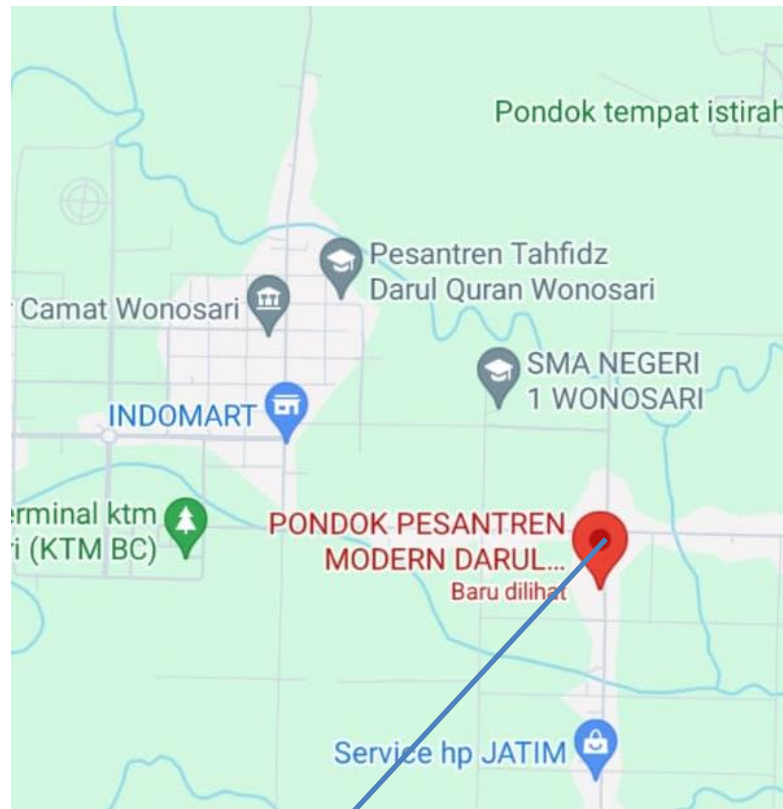 Pondok tempat istirah
Pesantren Tahfidz
Darul Quran Wonosari
Camat Wonosari
SMA NEGERI
1 WONOSARI
INDOMART
erminal ktm
i (KTM BC)
PONDOK PESANTREN
MODERN DARUL...
Baru dilihat
Service hp JATIM